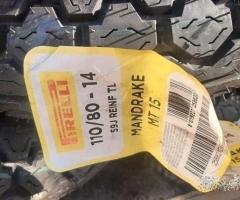 PIRELLI
110/80 - 14
59J REINF TL
MANDRAKE
MT 15